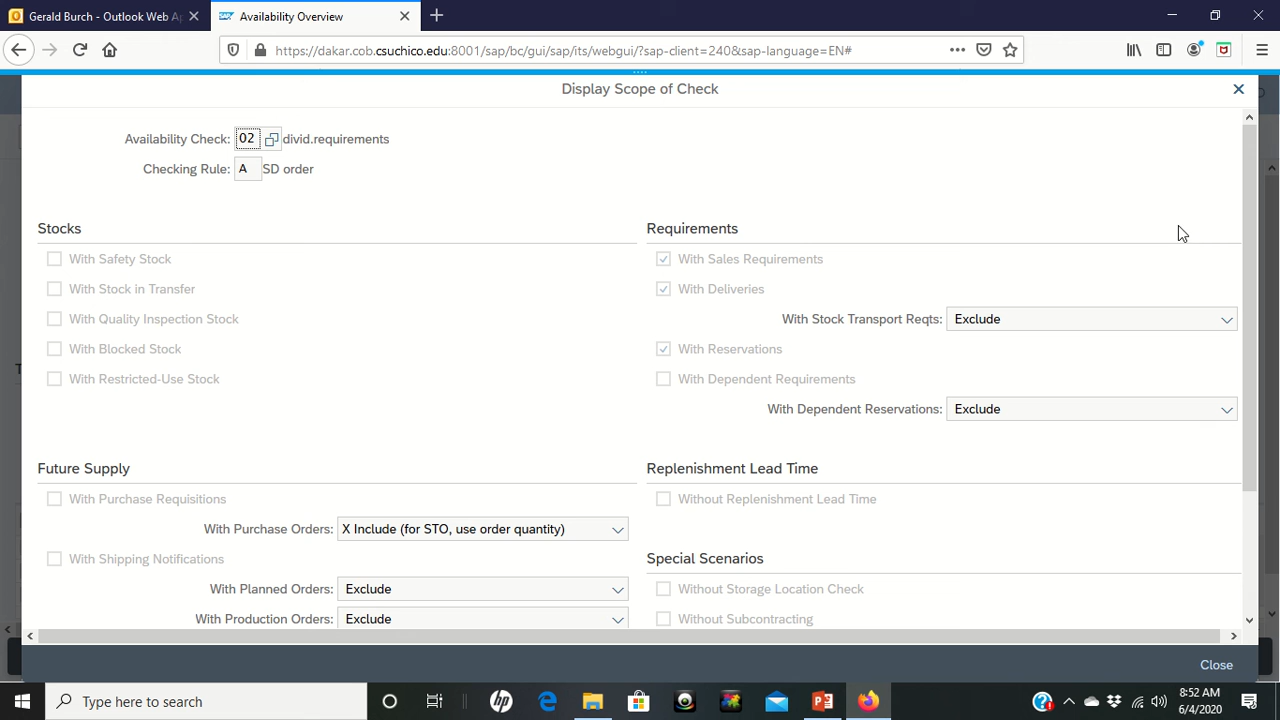 Gerald Burch - Outlook Web Ap
Availability Overview
https://dakar.cob.csuchico.edu:8001/sap/bc/gui/sap/its/webgui/?sap-client=240&sap-language=EN#
Display Scope of Check
Availability Check: 02 divid.requirements
Checking Rule: A SD order
Stocks
With Safety Stock
With Stock in Transfer
With Quality Inspection Stock
With Blocked Stock
With Restricted-Use Stock
Requirements
With Sales Requirements
With Deliveries
With Stock Transport Reqts: Exclude
With Reservations
With Dependent Requirements
With Dependent Reservations: Exclude
Future Supply
With Purchase Requisitions
With Purchase Orders: X Include (for STO, use order quantity)
With Shipping Notifications
With Planned Orders: Exclude
With Production Orders: Exclude
Replenishment Lead Time
Without Replenishment Lead Time
Special Scenarios
Without Storage Location Check
Without Subcontracting
Close
Type here to search
8:52 AM
6/4/2020